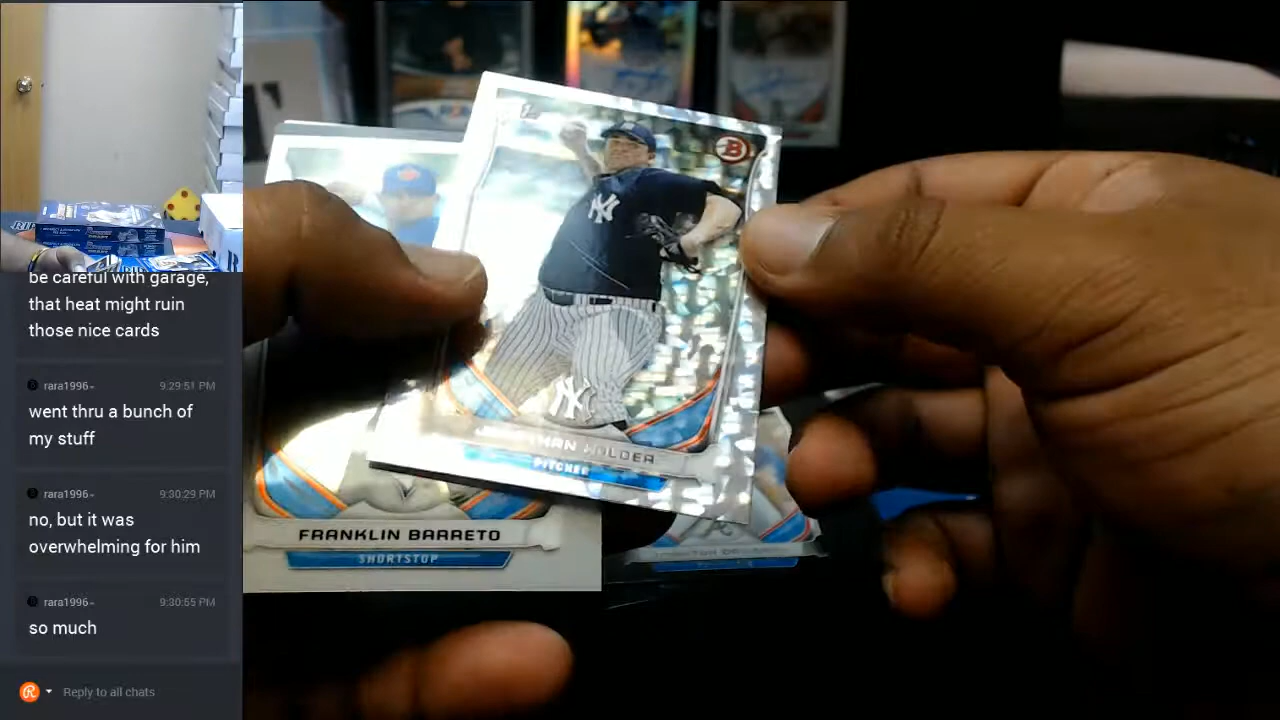 be careful with garage,
that heat might ruin
those nice cards
rara1996- 9:29:51 PM
went thru a bunch of
my stuff
rara1996- 9:30:29 PM
no, but it was
overwhelming for him
rara1996- 9:30:55 PM
so much
Reply to all chats
B
NY
NY
HOLDER
PITCHER
FRANKLIN BARRETO
SHORTSTOP